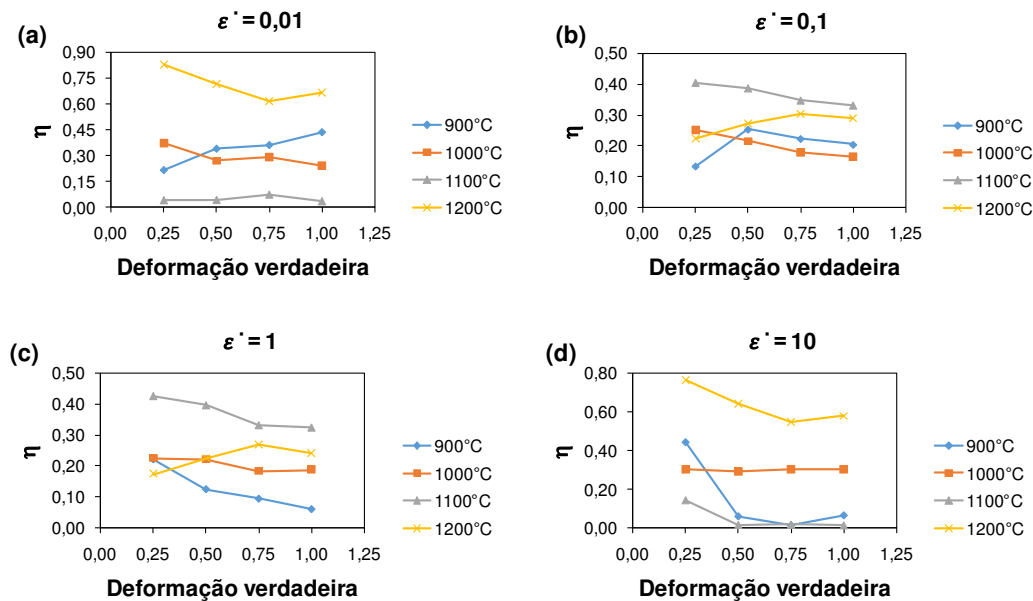 (a)
ε˙= 0,01
η
0,90
0,75
0,60
0,45
0,30
0,15
0,00
0,00 0,25 0,50 0,75 1,00 1,25
Deformação verdadeira
900°C
1000°C
1100°C
1200°C
(b)
ε˙= 0,1
η
0,50
0,40
0,30
0,20
0,10
0,00
0,00 0,25 0,50 0,75 1,00 1,25
Deformação verdadeira
900°C
1000°C
1100°C
1200°C
(c)
ε˙= 1
η
0,50
0,40
0,30
0,20
0,10
0,00
0,00 0,25 0,50 0,75 1,00 1,25
Deformação verdadeira
900°C
1000°C
1100°C
1200°C
(d)
ε˙= 10
η
0,80
0,60
0,40
0,20
0,00
0,00 0,25 0,50 0,75 1,00 1,25
Deformação verdadeira
900°C
1000°C
1100°C
1200°C